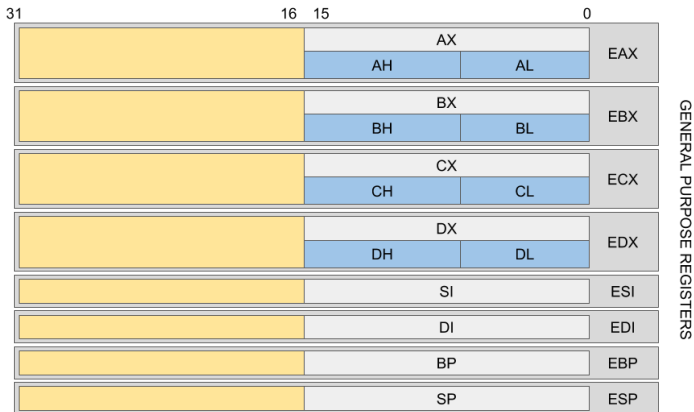 31 16 15 0
AX
EAX
AH AL
BX
EBX
BH BL
CX
ECX
CH CL
DX
EDX
DH DL
SI ESI
DI EDI
BP EBP
SP ESP
GENERAL PURPOSE REGISTERS